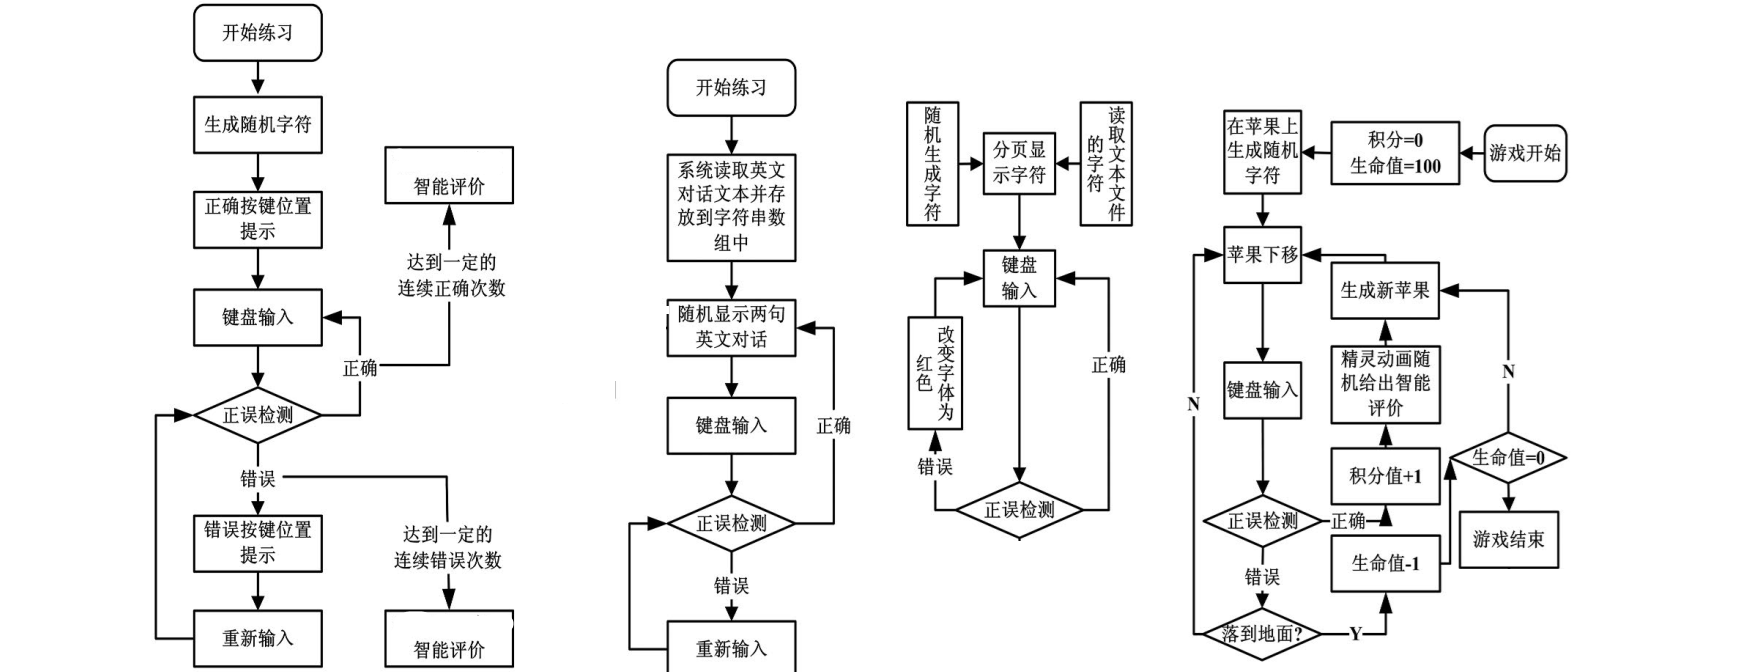 开始练习
生成随机字符
正确按键位置
提示
键盘输入
正误检测
正确
错误
错误按键位置
提示
重新输入
智能评价
达到一定的
连续正确次数
达到一定的
连续错误次数
智能评价
开始练习
系统读取英文
对话文本并存
放到字符串数
组中
随机显示两句
英文对话
键盘输入
正误检测
正确
错误
重新输入
随机生成字符
分页显
示字符
读取文本文件
的字符
键盘
输入
改变字体为
红色
错误
正误检测
正确
游戏开始
积分=0
生命值=100
在苹果上
生成随机
字符
苹果下移
键盘输入
正误检测
正确
错误
落到地面?
Y
N
生命值-1
积分值+1
精灵动画随
机给出智能
评价
生成新苹果
N
生命值=0
游戏结束